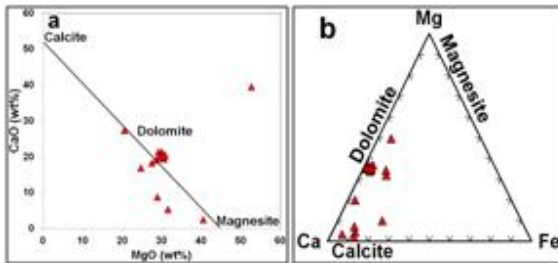 a
60
50
40
30
20
10
0
CaO (wt%)
Calcite
Dolomite
Magnesite
0 10 20 30 40 50 60
MgO (wt%)
b
Mg
Dolomite
Magnesite
Ca
Calcite
Fe